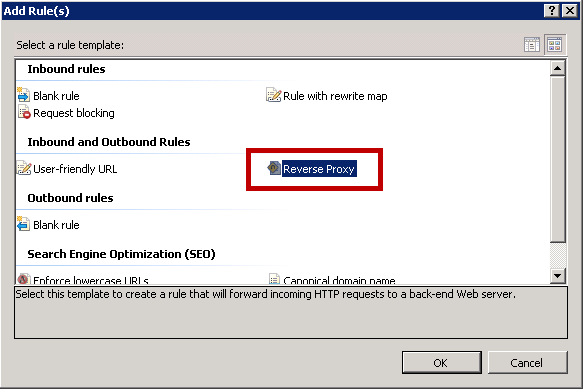 Add Rule(s)
Select a rule template:
Inbound rules
Blank rule
Rule with rewrite map
Request blocking
Inbound and Outbound Rules
User-friendly URL
Reverse Proxy
Outbound rules
Blank rule
Search Engine Optimization (SEO)
Enforce lowercase URLs
Canonical domain name
Select this template to create a rule that will forward incoming HTTP requests to a back-end Web server.
OK
Cancel